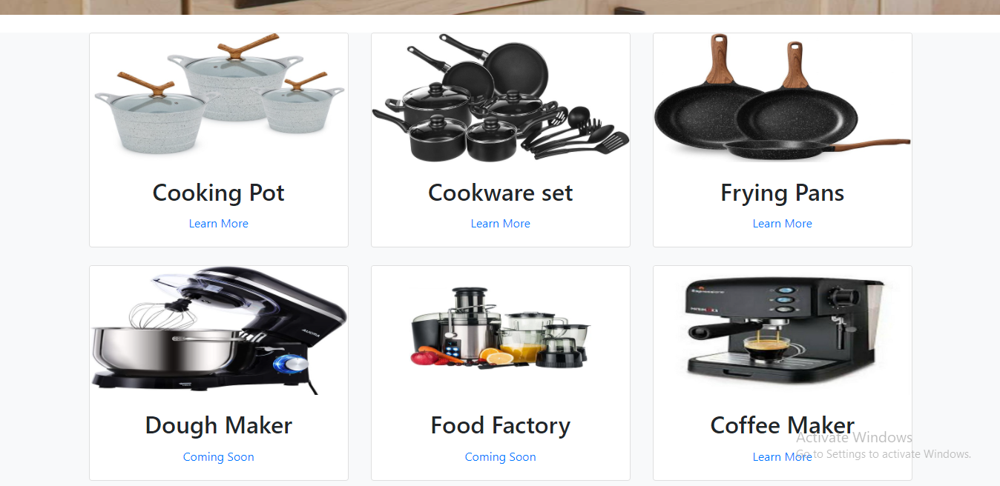 Cooking Pot
Learn More
Cookware set
Learn More
Frying Pans
Learn More
AUCMA
Dough Maker
Coming Soon
Food Factory
Coming Soon
Coffee Maker
Learn More
Activate Windows
Go to Settings to activate Windows.